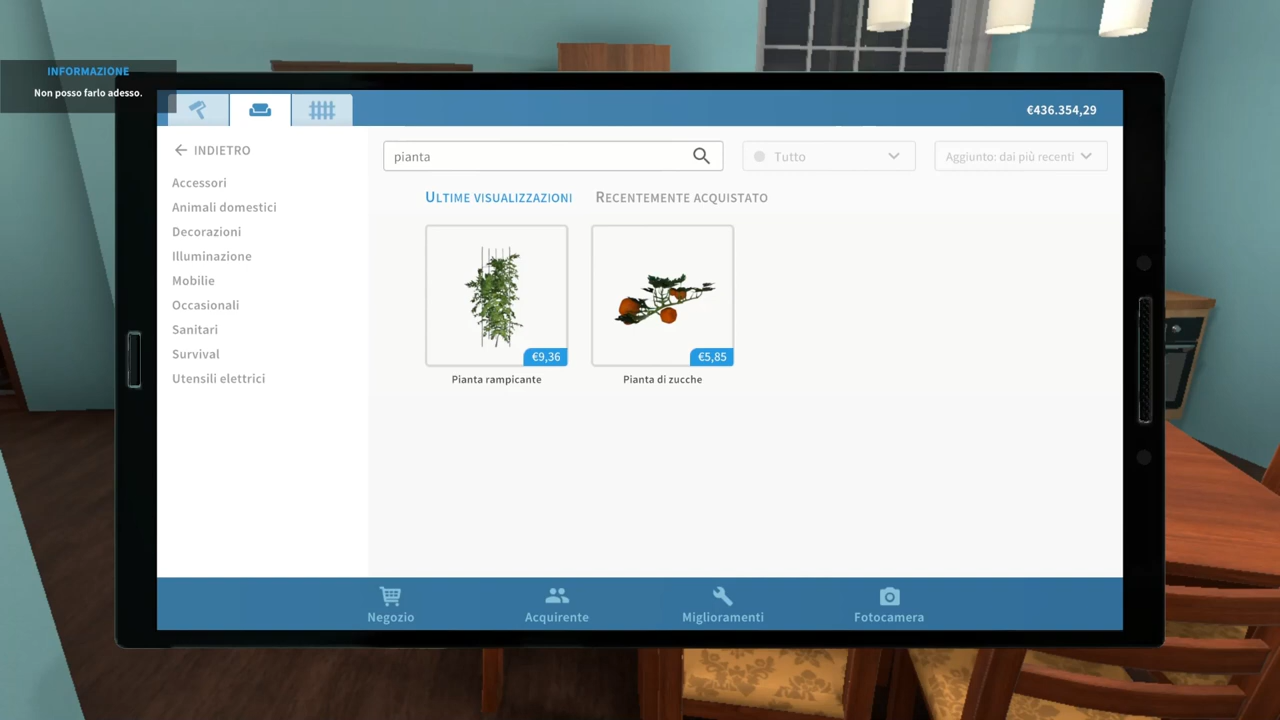 INFORMAZIONE
Non posso farlo adesso.
€436.354,29
INDIETRO
Accessori
Animali domestici
Decorazioni
Illuminazione
Mobilie
Occasionali
Sanitari
Survival
Utensili elettrici
pianta
Tutto
Aggiunto: dai più recenti
ULTIME VISUALIZZAZIONI
RECENTEMENTE ACQUISTATO
€9,36
Pianta rampicante
€5,85
Pianta di zucche
Negozio
Acquirente
Miglioramenti
Fotocamera